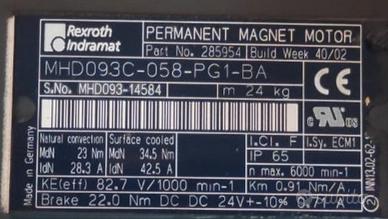 Rexroth
Indramat
PERMANENT MAGNET MOTOR
Part No. 285954 Build Week 40/02
MHD093C-058-PG1-BA
S.No. MHD093-14584
m 24 kg
Made in Germany
Natural convection
Surface cooled
I.Cl. F
I.Sy. ECM1
MdN 23 Nm
MdN 34.5 Nm
IP 65
IdN 28.3 A
IdN 42.5 A
n max 6000 min-1
KE(eff) 82.7 V/1000 min-1
Km 0.91 Nm/A
Brake 22.0 Nm DC DC 24V+-10% 0.71 A